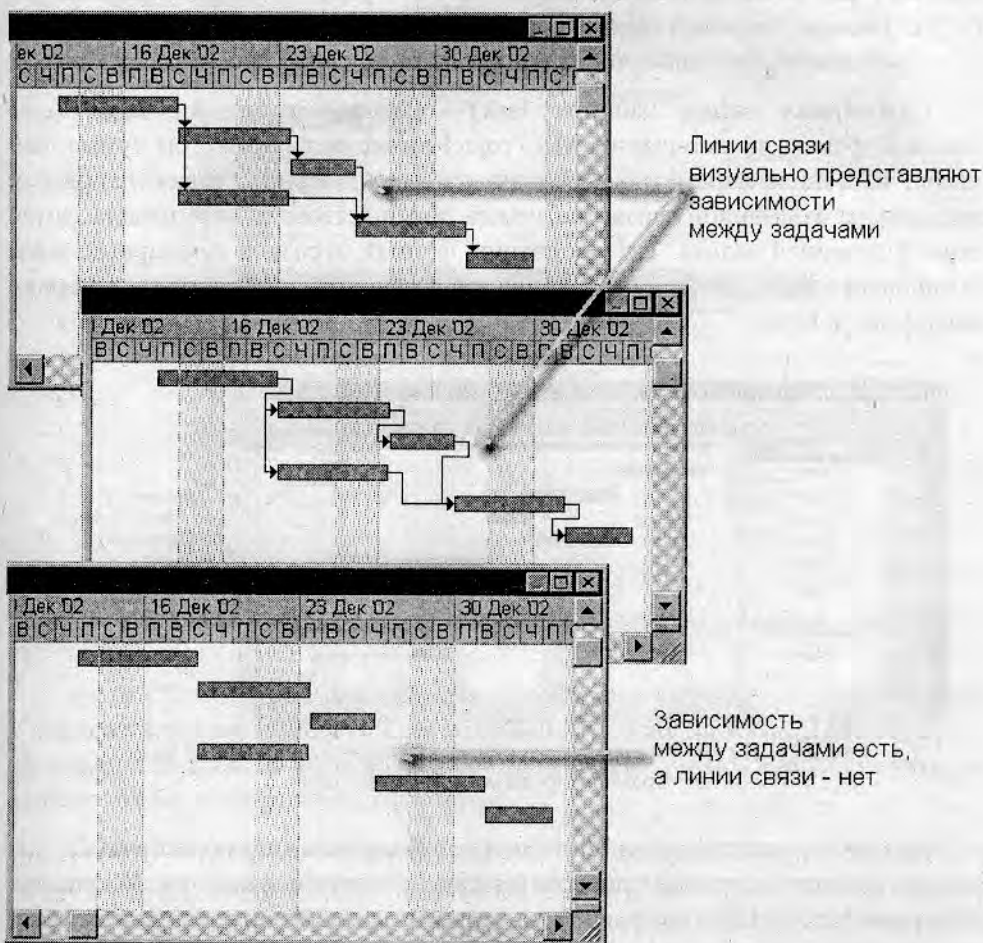 ек '02 16 Дек '02 23 Дек '02 30 Дек '02
С Ч П С В П В С Ч П С В П В С Ч П С В П В С Ч П С
Линии связи
визуально представляют
зависимости
между задачами
Дек '02 16 Дек '02 23 Дек '02 30 Дек '02
В С Ч П С В П В С Ч П С В П В С Ч П С В П В С Ч П
Дек '02 16 Дек '02 23 Дек '02 30 Дек '02
В С Ч П С В П В С Ч П С В П В С Ч П С В П В С Ч П
Зависимость
между задачами есть,
а линии связи - нет